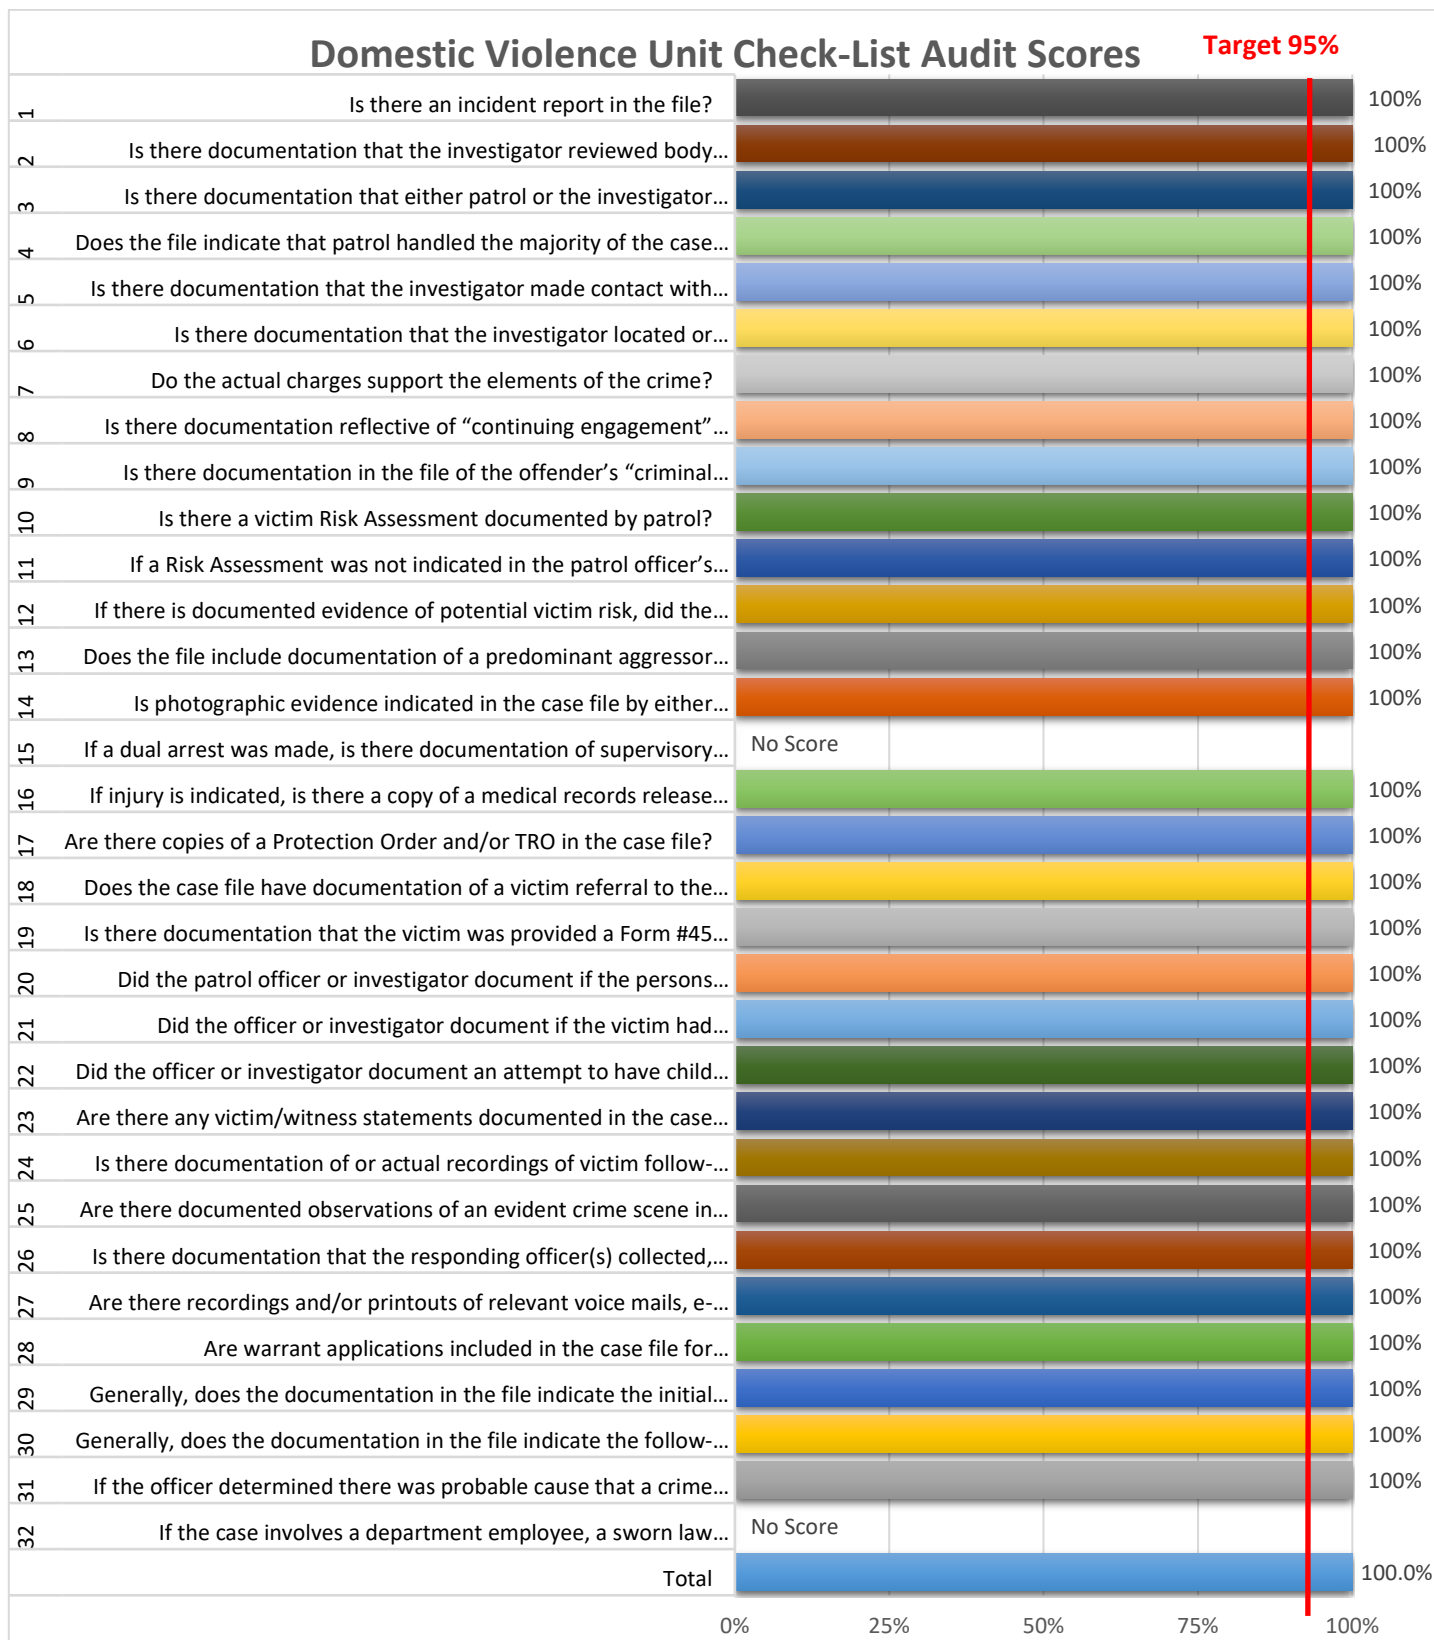 Domestic Violence Unit Check-List Audit Scores
Target 95%
1 Is there an incident report in the file? 100%
2 Is there documentation that the investigator reviewed body... 100%
3 Is there documentation that either patrol or the investigator... 100%
4 Does the file indicate that patrol handled the majority of the case... 100%
5 Is there documentation that the investigator made contact with... 100%
6 Is there documentation that the investigator located or... 100%
7 Do the actual charges support the elements of the crime? 100%
8 Is there documentation reflective of “continuing engagement”... 100%
9 Is there documentation in the file of the offender’s “criminal... 100%
10 Is there a victim Risk Assessment documented by patrol? 100%
11 If a Risk Assessment was not indicated in the patrol officer’s... 100%
12 If there is documented evidence of potential victim risk, did the... 100%
13 Does the file include documentation of a predominant aggressor... 100%
14 Is photographic evidence indicated in the case file by either... 100%
15 If a dual arrest was made, is there documentation of supervisory... No Score
16 If injury is indicated, is there a copy of a medical records release... 100%
17 Are there copies of a Protection Order and/or TRO in the case file? 100%
18 Does the case file have documentation of a victim referral to the... 100%
19 Is there documentation that the victim was provided a Form #45... 100%
20 Did the patrol officer or investigator document if the persons... 100%
21 Did the officer or investigator document if the victim had... 100%
22 Did the officer or investigator document an attempt to have child... 100%
23 Are there any victim/witness statements documented in the case... 100%
24 Is there documentation of or actual recordings of victim follow-... 100%
25 Are there documented observations of an evident crime scene in... 100%
26 Is there documentation that the responding officer(s) collected,... 100%
27 Are there recordings and/or printouts of relevant voice mails, e-... 100%
28 Are warrant applications included in the case file for... 100%
29 Generally, does the documentation in the file indicate the initial... 100%
30 Generally, does the documentation in the file indicate the follow-... 100%
31 If the officer determined there was probable cause that a crime... 100%
32 If the case involves a department employee, a sworn law... No Score
Total 100.0%
0% 25% 50% 75% 100%